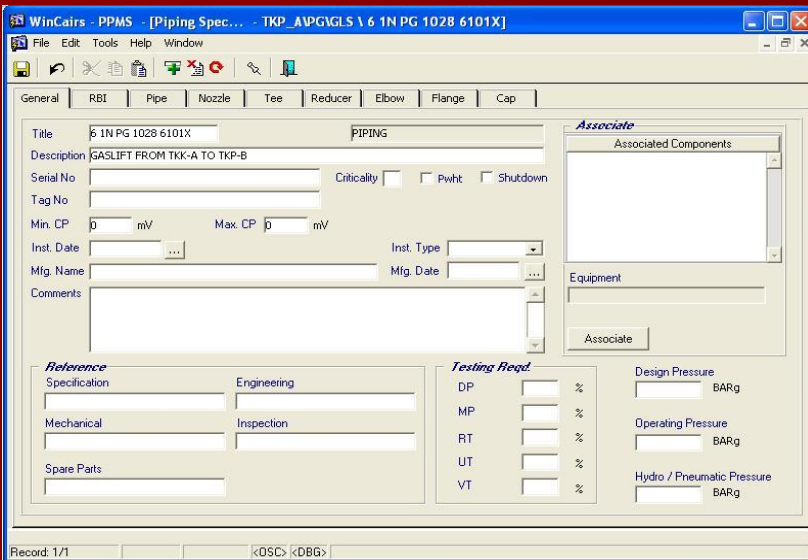 WinCairs - PPMS - [Piping Spec... - TKP_A\PG\GLS \ 6 1N PG 1028 6101X]
File Edit Tools Help Window
General RBI Pipe Nozzle Tee Reducer Elbow Flange Cap
Title 6 1N PG 1028 6101X PIPING
Description GASLIFT FROM TKK-A TO TKP-B
Serial No Criticality Pwht Shutdown
Tag No
Min. CP 0 mV Max. CP 0 mV
Inst. Date ... Inst. Type
Mfg. Name Mfg. Date ...
Comments
Associate
Associated Components
Equipment
Associate
Reference
Specification Engineering
Mechanical Inspection
Spare Parts
Testing Reqd.
DP %
MP %
RT %
UT %
VT %
Design Pressure
BARg
Operating Pressure
BARg
Hydro / Pneumatic Pressure
BARg
Record: 1/1 <OSC> <DBG>